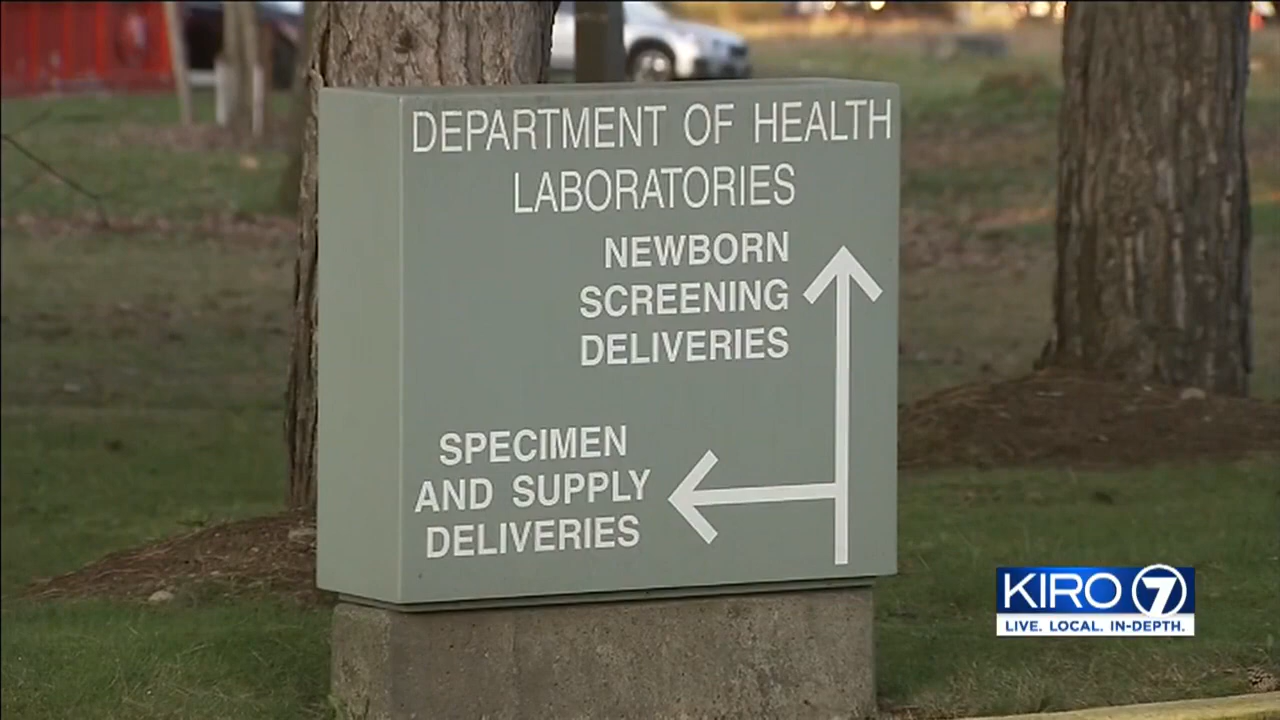 DEPARTMENT OF HEALTH
LABORATORIES
NEWBORN
SCREENING
DELIVERIES
SPECIMEN
AND SUPPLY
DELIVERIES
KIRO 7
LIVE. LOCAL. IN-DEPTH.